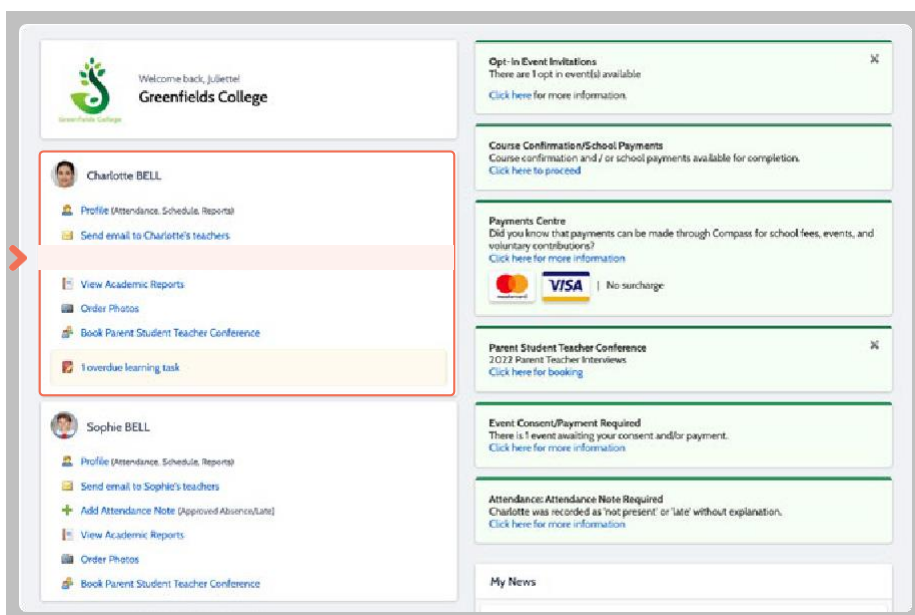 Welcome back, Juliette!
Greenfields College
Greenfields College
Charlotte BELL
Profile (Attendance, Schedule, Reports)
Send email to Charlotte's teachers
View Academic Reports
Order Photos
Book Parent Student Teacher Conference
1 overdue learning task
Sophie BELL
Profile (Attendance, Schedule, Reports)
Send email to Sophie's teachers
Add Attendance Note (Approved Absence/Late)
View Academic Reports
Order Photos
Book Parent Student Teacher Conference
Opt-In Event Invitations
There are 1 opt in event(s) available
Click here for more information.
Course Confirmation/School Payments
Course confirmation and / or school payments available for completion.
Click here to proceed
Payments Centre
Did you know that payments can be made through Compass for school fees, events, and
voluntary contributions?
Click here for more information
mastercard VISA | No surcharge
Parent Student Teacher Conference
2022 Parent Teacher Interviews
Click here for booking
Event Consent/Payment Required
There is 1 event awaiting your consent and/or payment.
Click here for more information
Attendance: Attendance Note Required
Charlotte was recorded as 'not present' or 'late' without explanation.
Click here for more information
My News